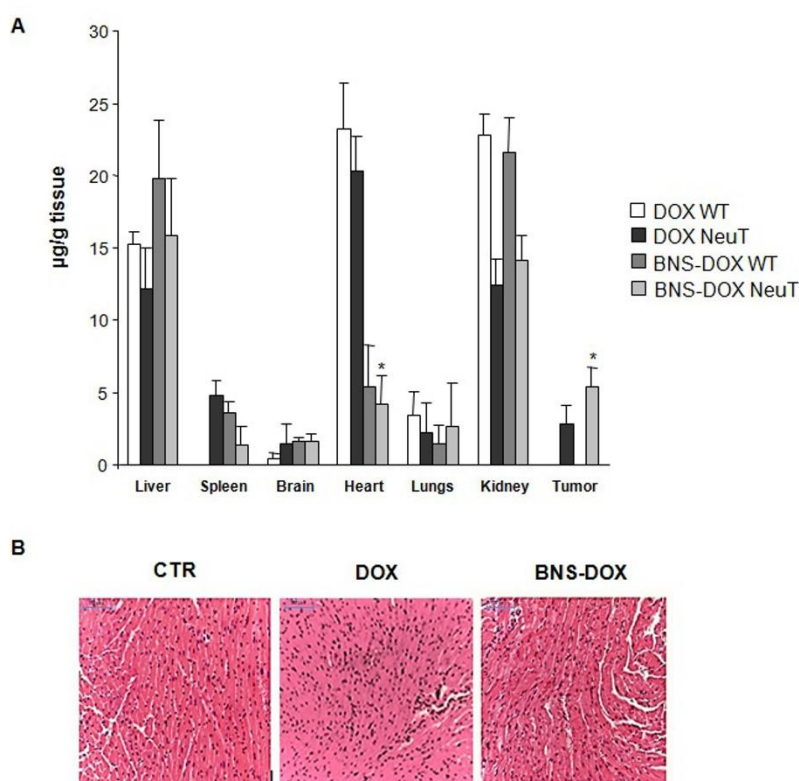 A
30
25
20
15
10
5
0
µg/g tissue
Liver Spleen Brain Heart Lungs Kidney Tumor
*
*
DOX WT
DOX NeuT
BNS-DOX WT
BNS-DOX NeuT
B
CTR DOX BNS-DOX